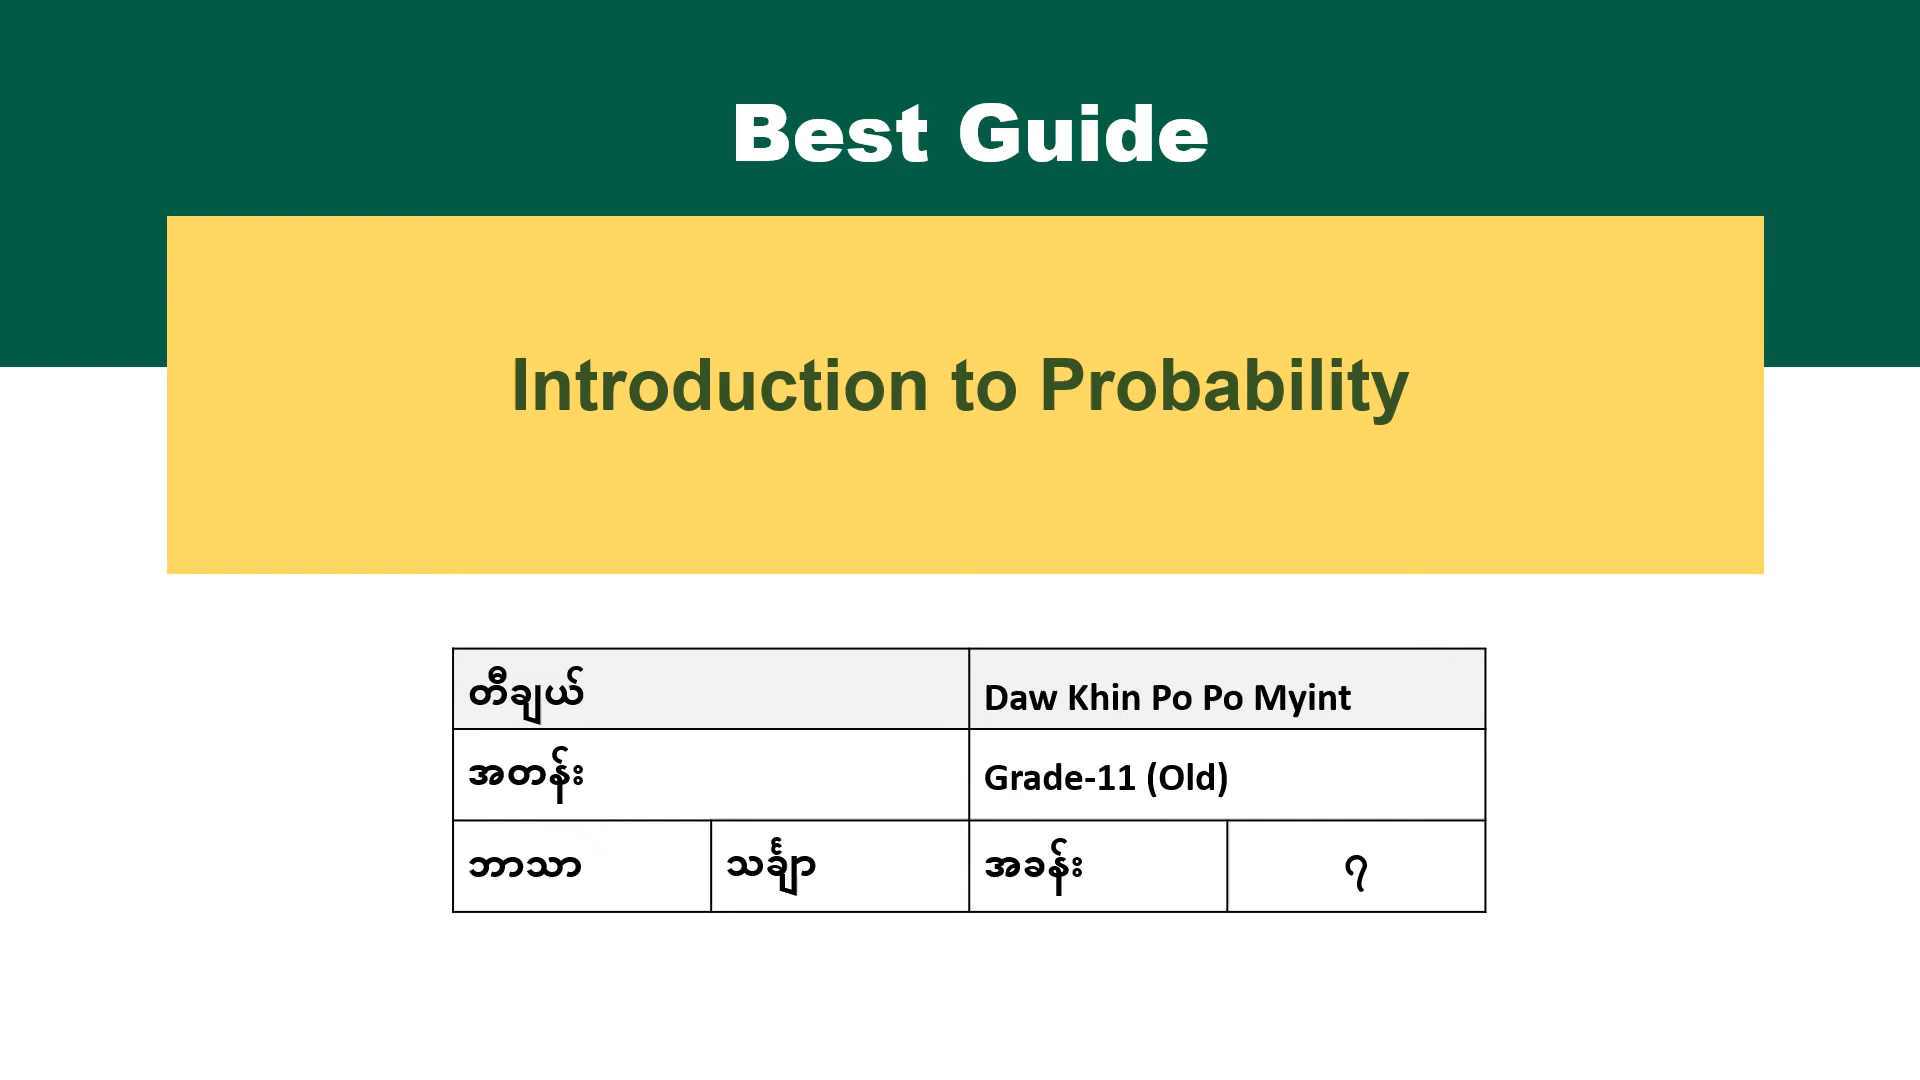 Best Guide
Introduction to Probability
တီချယ် Daw Khin Po Po Myint
အတန်း Grade-11 (Old)
ဘာသာ သင်္ချာ အခန်း ၇